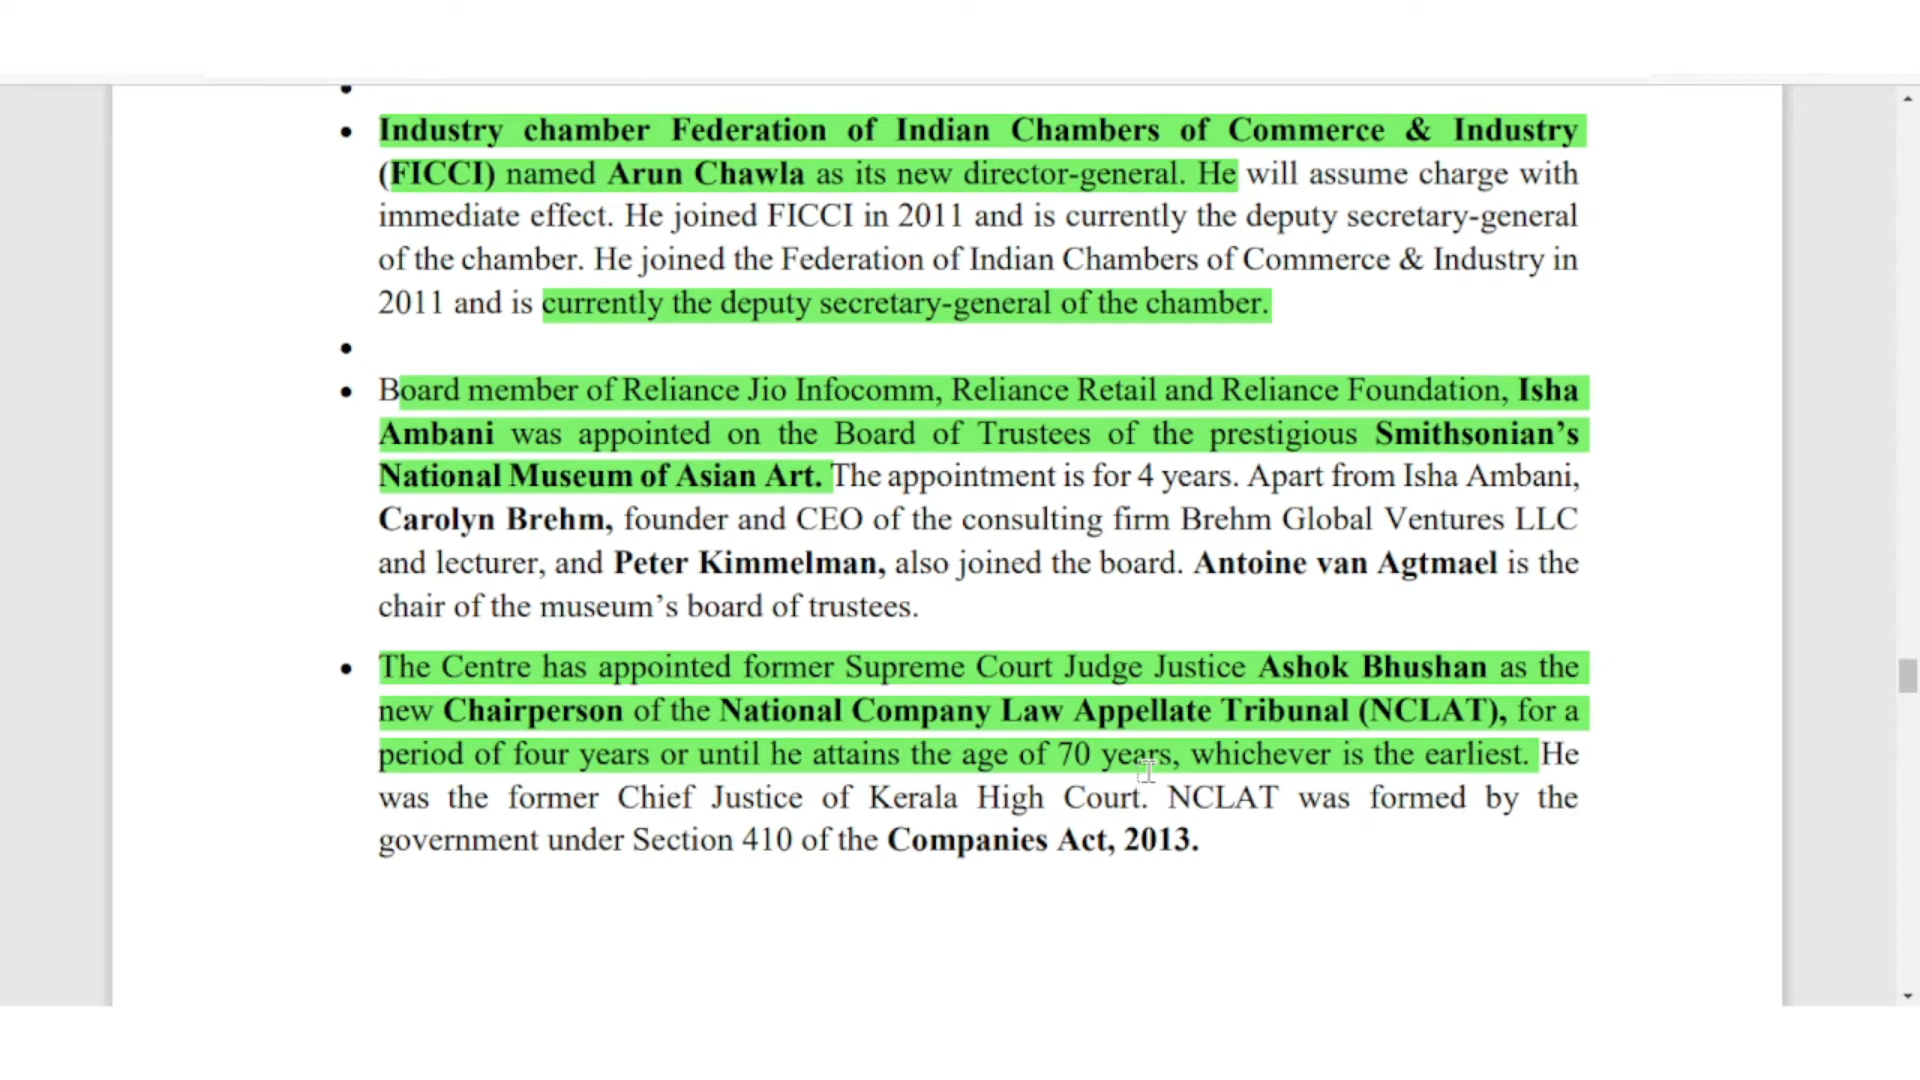 Industry chamber Federation of Indian Chambers of Commerce & Industry
(FICCI) named Arun Chawla as its new director-general. He will assume charge with
immediate effect. He joined FICCI in 2011 and is currently the deputy secretary-general
of the chamber. He joined the Federation of Indian Chambers of Commerce & Industry in
2011 and is currently the deputy secretary-general of the chamber.
Board member of Reliance Jio Infocomm, Reliance Retail and Reliance Foundation, Isha
Ambani was appointed on the Board of Trustees of the prestigious Smithsonian’s
National Museum of Asian Art. The appointment is for 4 years. Apart from Isha Ambani,
Carolyn Brehm, founder and CEO of the consulting firm Brehm Global Ventures LLC
and lecturer, and Peter Kimmelman, also joined the board. Antoine van Agtmael is the
chair of the museum’s board of trustees.
The Centre has appointed former Supreme Court Judge Justice Ashok Bhushan as the
new Chairperson of the National Company Law Appellate Tribunal (NCLAT), for a
period of four years or until he attains the age of 70 years, whichever is the earliest. He
was the former Chief Justice of Kerala High Court. NCLAT was formed by the
government under Section 410 of the Companies Act, 2013.